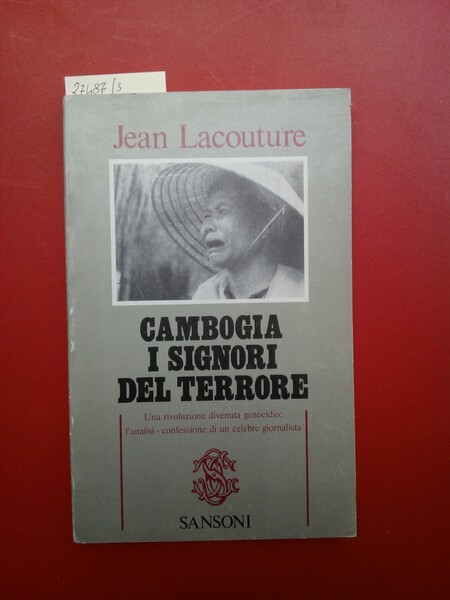 27487/s
Jean Lacouture
CAMBOGIA
I SIGNORI
DEL TERRORE
Una rivoluzione divenuta genocidio:
l'analisi - confessione di un celebre giornalista
SANSONI